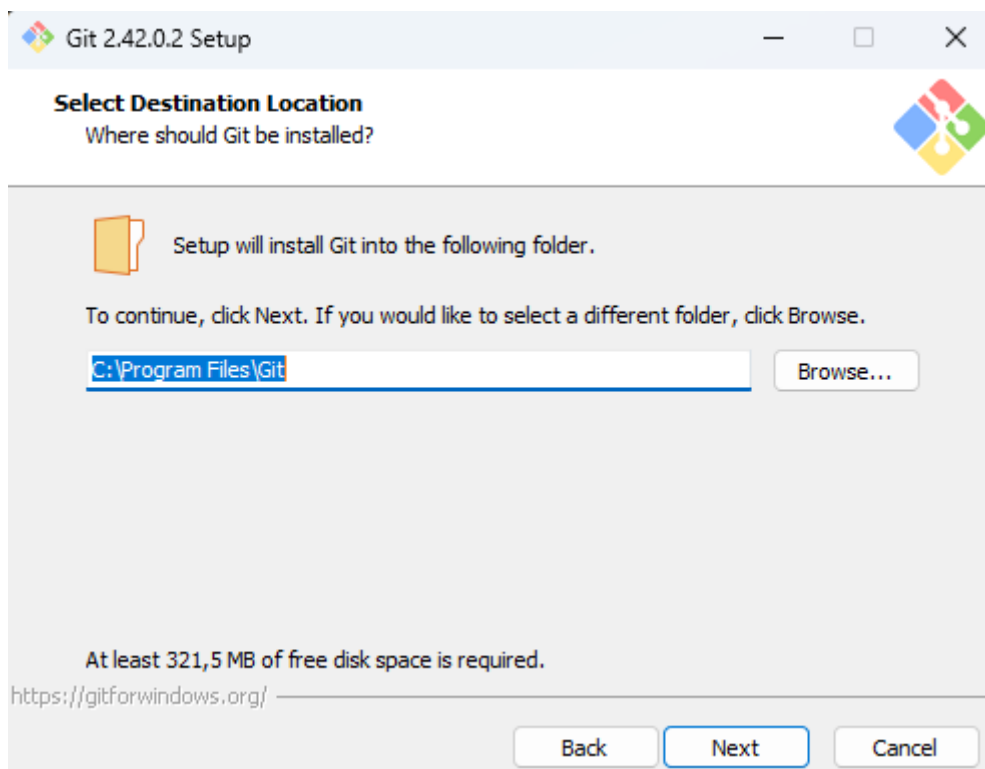 Git 2.42.0.2 Setup
Select Destination Location
Where should Git be installed?
Setup will install Git into the following folder.
To continue, click Next. If you would like to select a different folder, click Browse.
C:\Program Files\Git
Browse...
At least 321,5 MB of free disk space is required.
https://gitforwindows.org/
Back
Next
Cancel